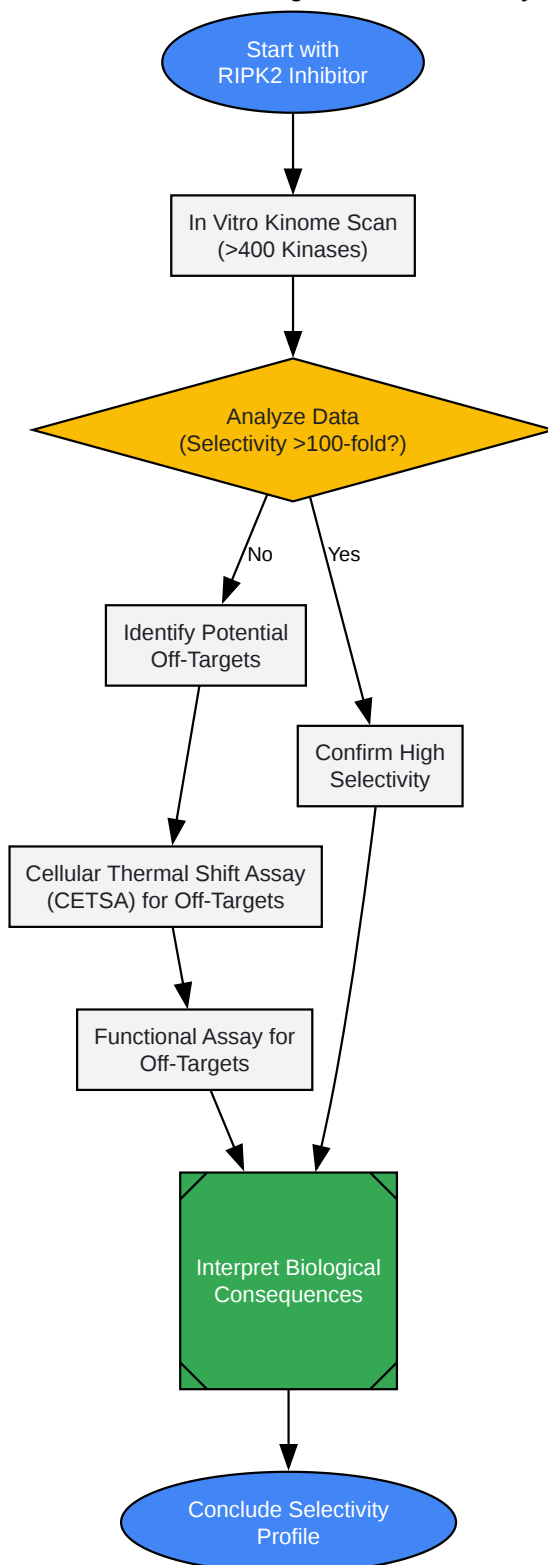 Start with
RIPK2 Inhibitor
In Vitro Kinome Scan
(>400 Kinases)
Analyze Data
(Selectivity >100-fold?)
No
Yes
Identify Potential
Off-Targets
Confirm High
Selectivity
Cellular Thermal Shift Assay
(CETSA) for Off-Targets
Functional Assay for
Off-Targets
Interpret Biological
Consequences
Conclude Selectivity
Profile